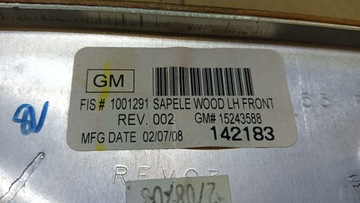 GM
FIS # 1001291 SAPELE WOOD LH FRONT
REV. 002 GM# 15243588
MFG DATE 02/07/08 142183